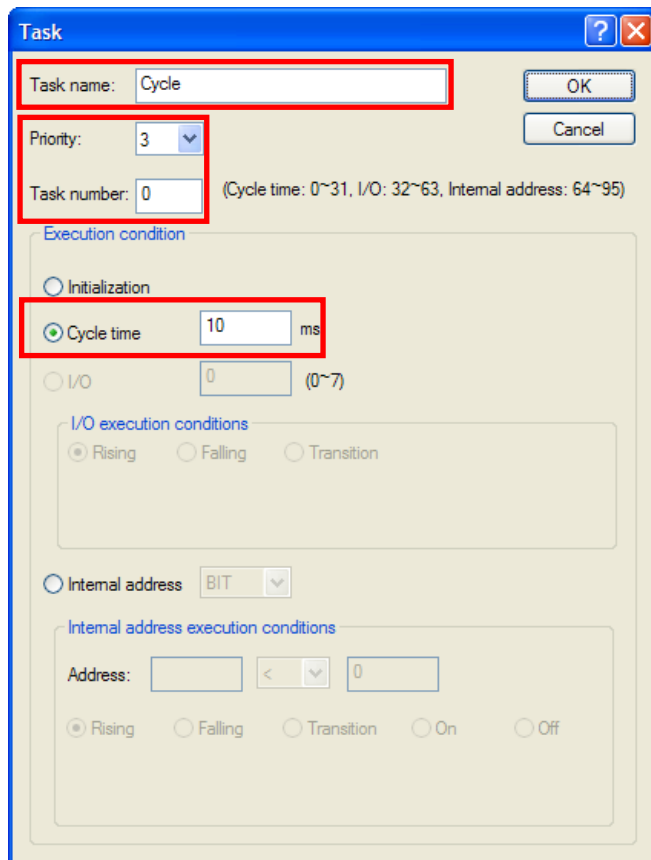 Task
Task name: Cycle OK
Priority: 3 Cancel
Task number: 0 (Cycle time: 0~31, I/O: 32~63, Internal address: 64~95)
Execution condition
Initialization
Cycle time 10 ms
I/O 0 (0~7)
I/O execution conditions
Rising Falling Transition
Internal address BIT
Internal address execution conditions
Address: < 0
Rising Falling Transition On Off